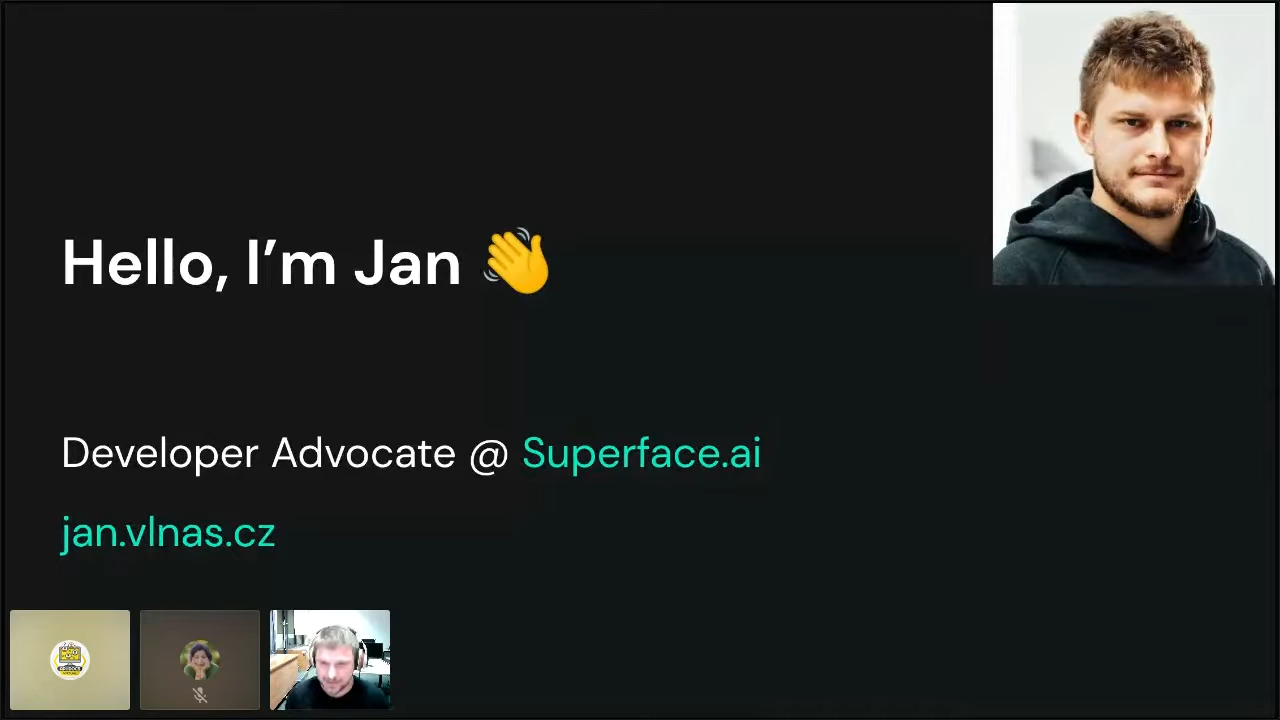 Hello, I’m Jan 👋
Developer Advocate @ Superface.ai
jan.vlnas.cz